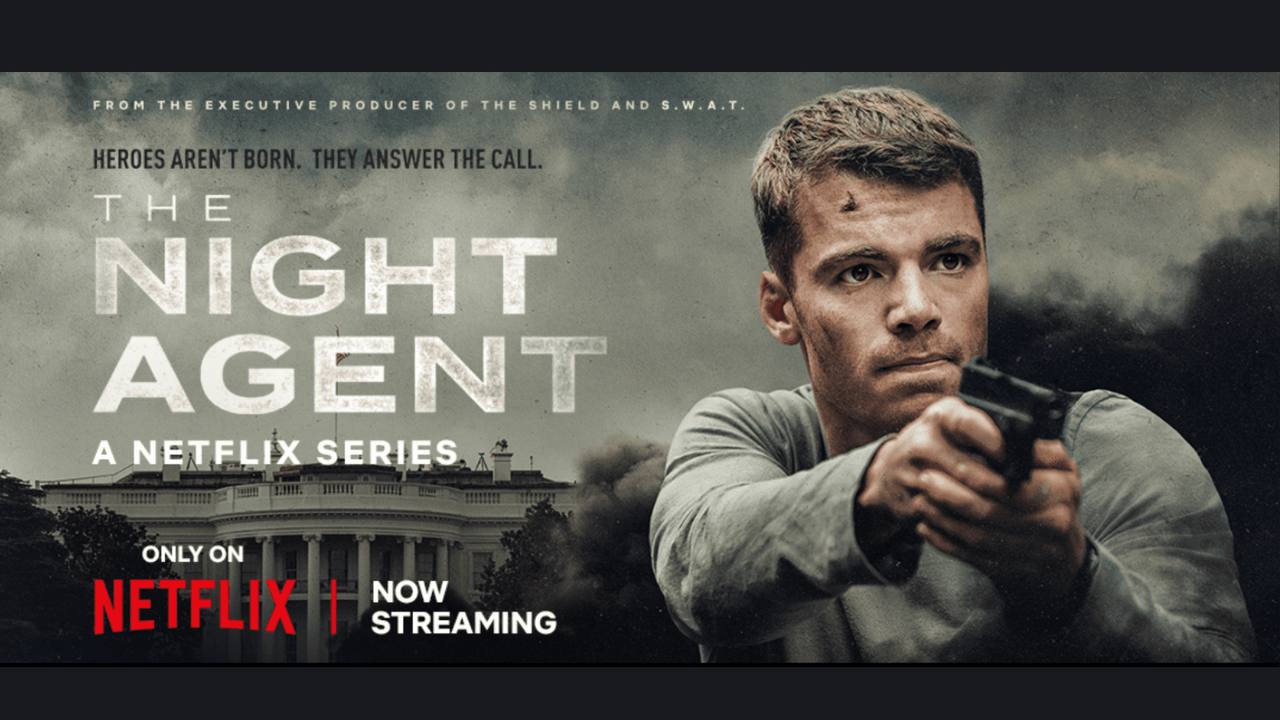 FROM THE EXECUTIVE PRODUCER OF THE SHIELD AND S.W.A.T.
HEROES AREN'T BORN. THEY ANSWER THE CALL.
THE
NIGHT
AGENT
A NETFLIX SERIES
ONLY ON
NETFLIX
NOW
STREAMING